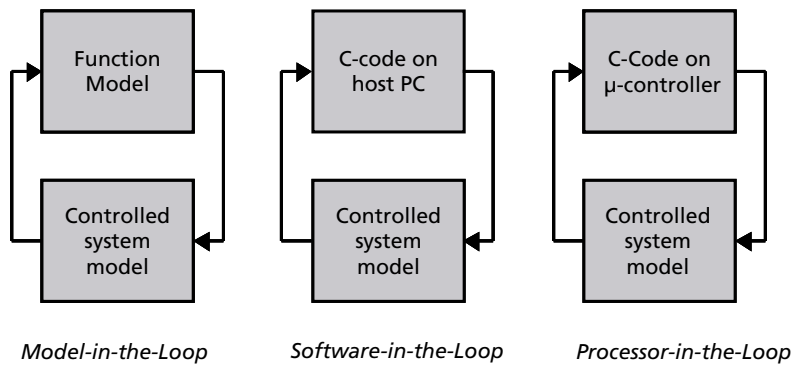 Function
Model
C-code on
host PC
C-Code on
μ-controller
Controlled
system
model
Controlled
system
model
Controlled
system
model
Model-in-the-Loop
Software-in-the-Loop
Processor-in-the-Loop